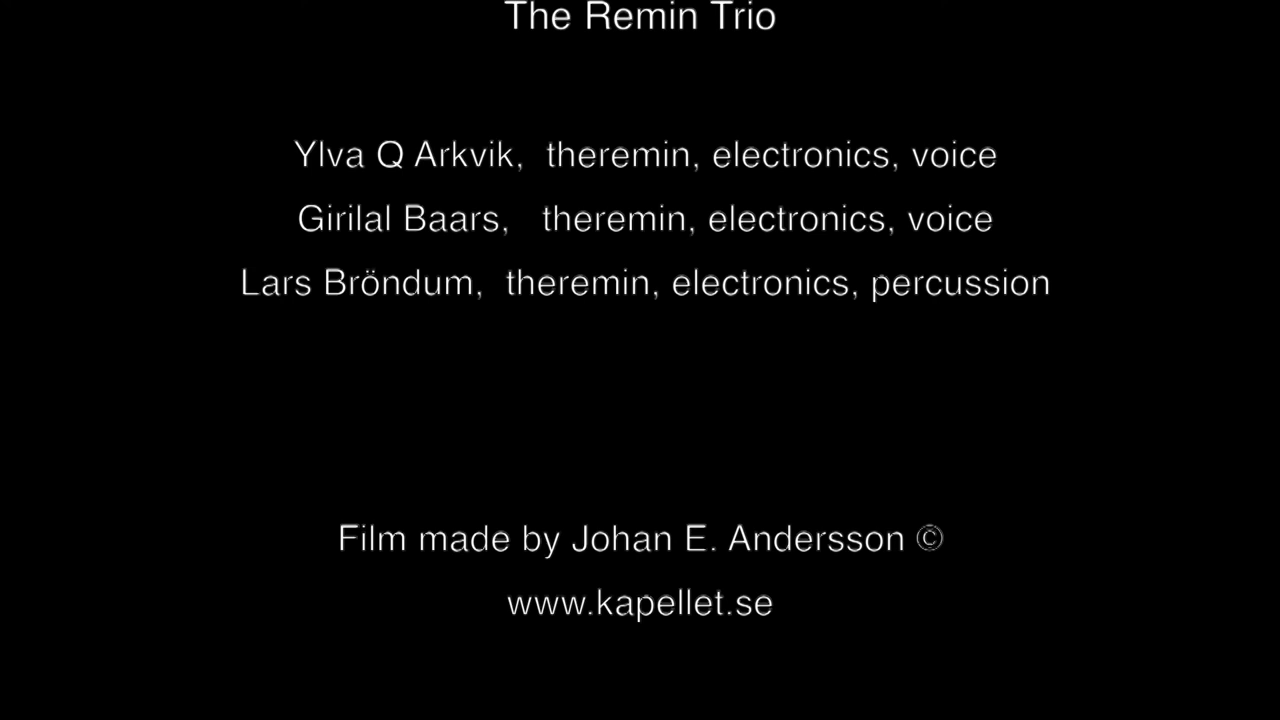 The Remin Trio
Ylva Q Arkvik, theremin, electronics, voice
Girilal Baars, theremin, electronics, voice
Lars Bröndum, theremin, electronics, percussion
Film made by Johan E. Andersson ©
www.kapellet.se